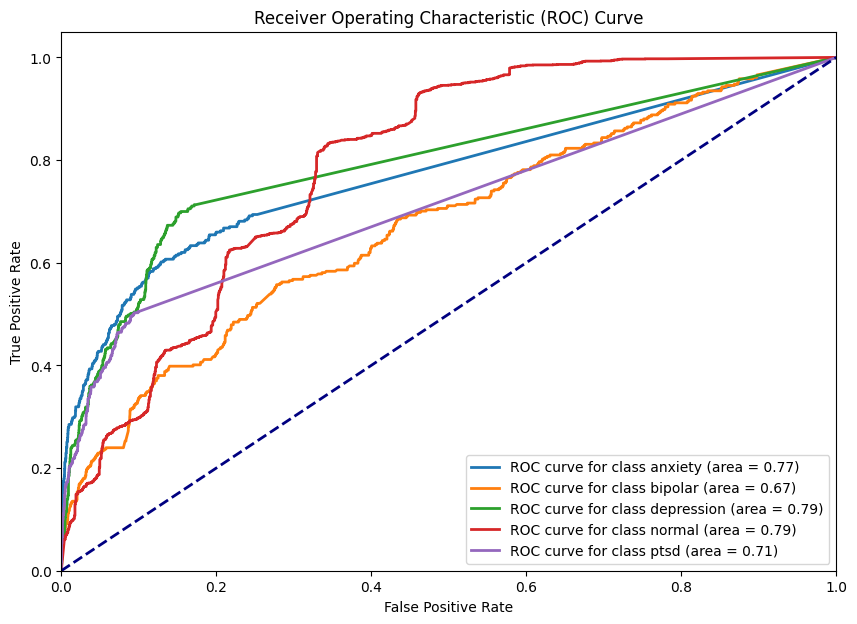 Receiver Operating Characteristic (ROC) Curve
True Positive Rate
1.0
0.8
0.6
0.4
0.2
0.0
ROC curve for class anxiety (area = 0.77)
ROC curve for class bipolar (area = 0.67)
ROC curve for class depression (area = 0.79)
ROC curve for class normal (area = 0.79)
ROC curve for class ptsd (area = 0.71)
0.0 0.2 0.4 0.6 0.8 1.0
False Positive Rate